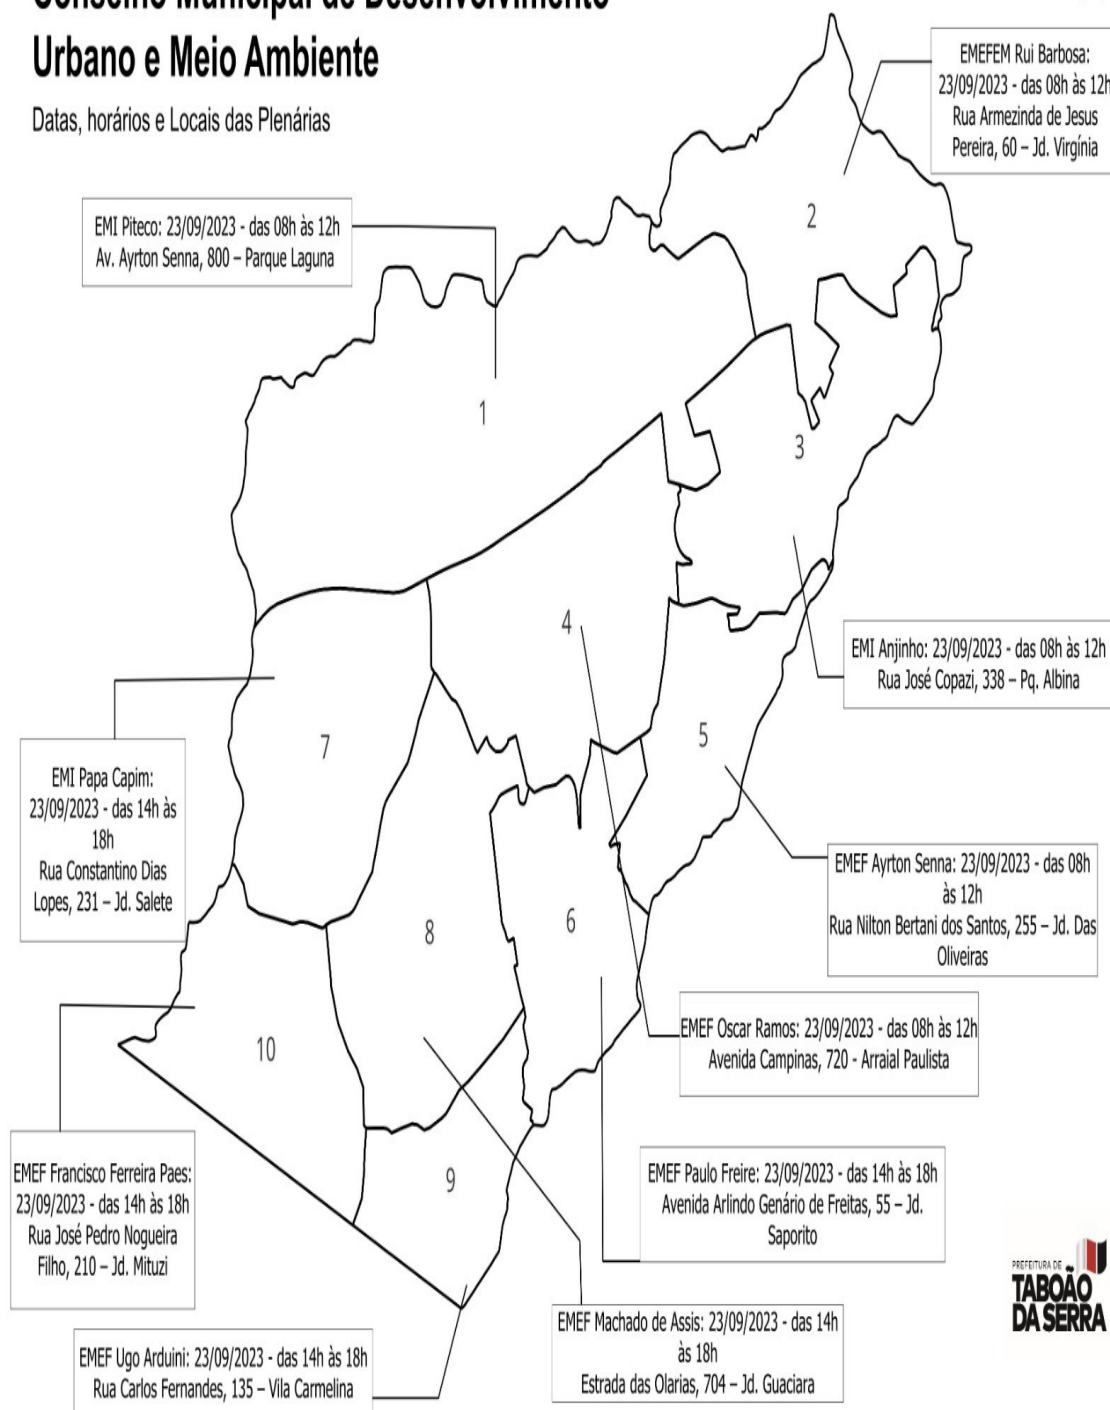 Conselho Municipal de Desenvolvimento
Urbano e Meio Ambiente
Datas, horários e Locais das Plenárias
EMEFEM Rui Barbosa:
23/09/2023 - das 08h às 12h
Rua Armezinda de Jesus
Pereira, 60 – Jd. Virgínia
EMI Piteco: 23/09/2023 - das 08h às 12h
Av. Ayrton Senna, 800 – Parque Laguna
2
1
3
4
EMI Anjinho: 23/09/2023 - das 08h às 12h
Rua José Copazi, 338 – Pq. Albina
5
7
EMI Papa Capim:
23/09/2023 - das 14h às
18h
Rua Constantino Dias
Lopes, 231 – Jd. Salete
EMEF Ayrton Senna: 23/09/2023 - das 08h
às 12h
Rua Nilton Bertani dos Santos, 255 – Jd. Das
Oliveiras
8
6
EMEF Oscar Ramos: 23/09/2023 - das 08h às 12h
Avenida Campinas, 720 - Arraial Paulista
10
EMEF Francisco Ferreira Paes:
23/09/2023 - das 14h às 18h
Rua José Pedro Nogueira
Filho, 210 – Jd. Mituzi
9
EMEF Paulo Freire: 23/09/2023 - das 14h às 18h
Avenida Arlindo Genário de Freitas, 55 – Jd.
Saporito
EMEF Machado de Assis: 23/09/2023 - das 14h
às 18h
Estrada das Olarias, 704 – Jd. Guaciara
EMEF Ugo Arduini: 23/09/2023 - das 14h às 18h
Rua Carlos Fernandes, 135 – Vila Carmelina
PREFEITURA DE
TABOÃO
DA SERRA